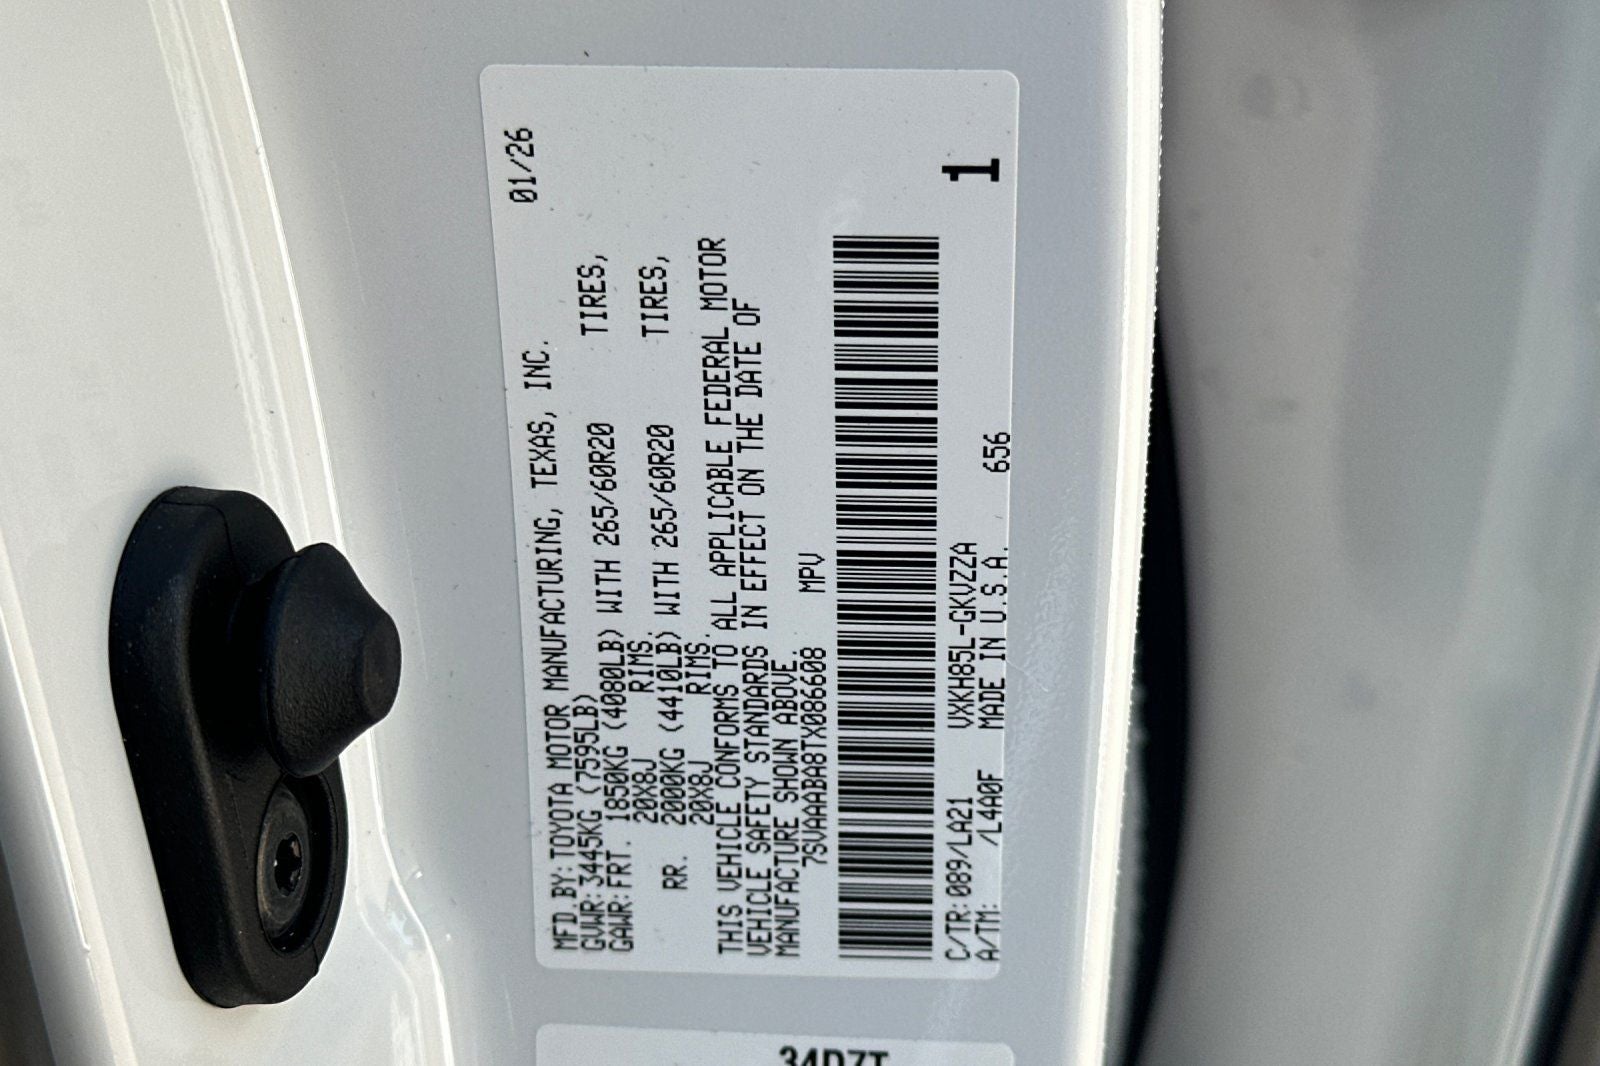 MFD.BY:TOYOTA MOTOR MANUFACTURING, TEXAS, INC. 01/26
GVWR:3445KG (7595LB)
GAWR:FRT. 1850KG (4080LB) WITH 265/60R20 TIRES,
20X8J RIMS.
RR. 2000KG (4410LB) WITH 265/60R20 TIRES,
20X8J RIMS.
THIS VEHICLE CONFORMS TO ALL APPLICABLE FEDERAL MOTOR
VEHICLE SAFETY STANDARDS IN EFFECT ON THE DATE OF
MANUFACTURE SHOWN ABOVE.
7SVAAABA8TX086608 MPV
1
C/TR:089/LA21 VXKH85L-GKVZZA
A/TM: /L4A0F MADE IN U.S.A. 656
34D7T